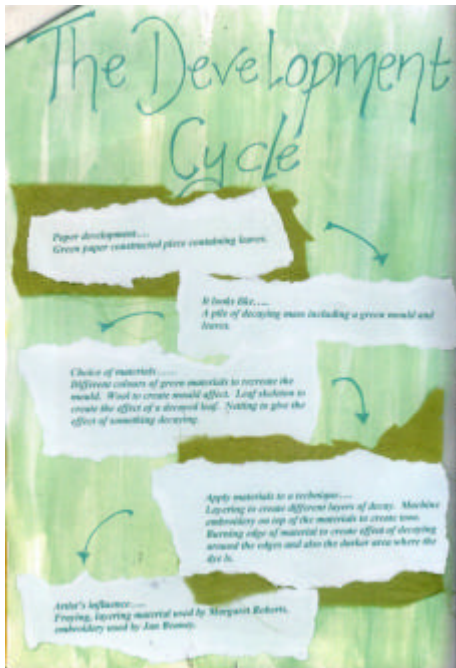 The Development
Cycle
Paper development....
Green paper constructed piece containing leaves.
It looks like.....
A pile of decaying mass including a green mould and
leaves.
Choice of materials......
Different colours of green materials to recreate the
mould. Wool to create mould affect. Leaf skeleton to
create the effect of a decayed leaf. Netting to give the
effect of something decaying.
Apply materials to a technique.....
Layering to create different layers of decay. Machine
embroidery on top of the materials to create tone.
Burning edge of material to create effect of decaying
around the edges and also the darker area where the
dye is.
Artist's influence.....
Fraying, layering material used by Margaret Roberts,
embroidery used by Jan